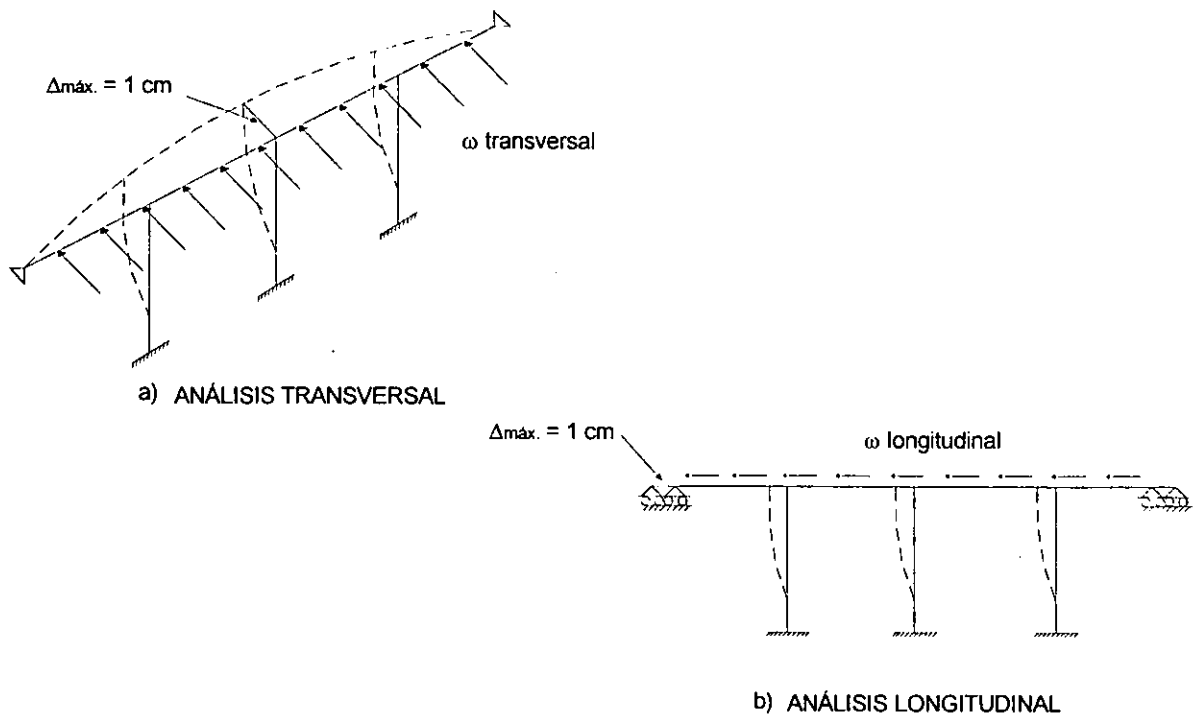 Δmáx. = 1 cm
ω transversal
a) ANÁLISIS TRANSVERSAL
Δmáx. = 1 cm
ω longitudinal
b) ANÁLISIS LONGITUDINAL